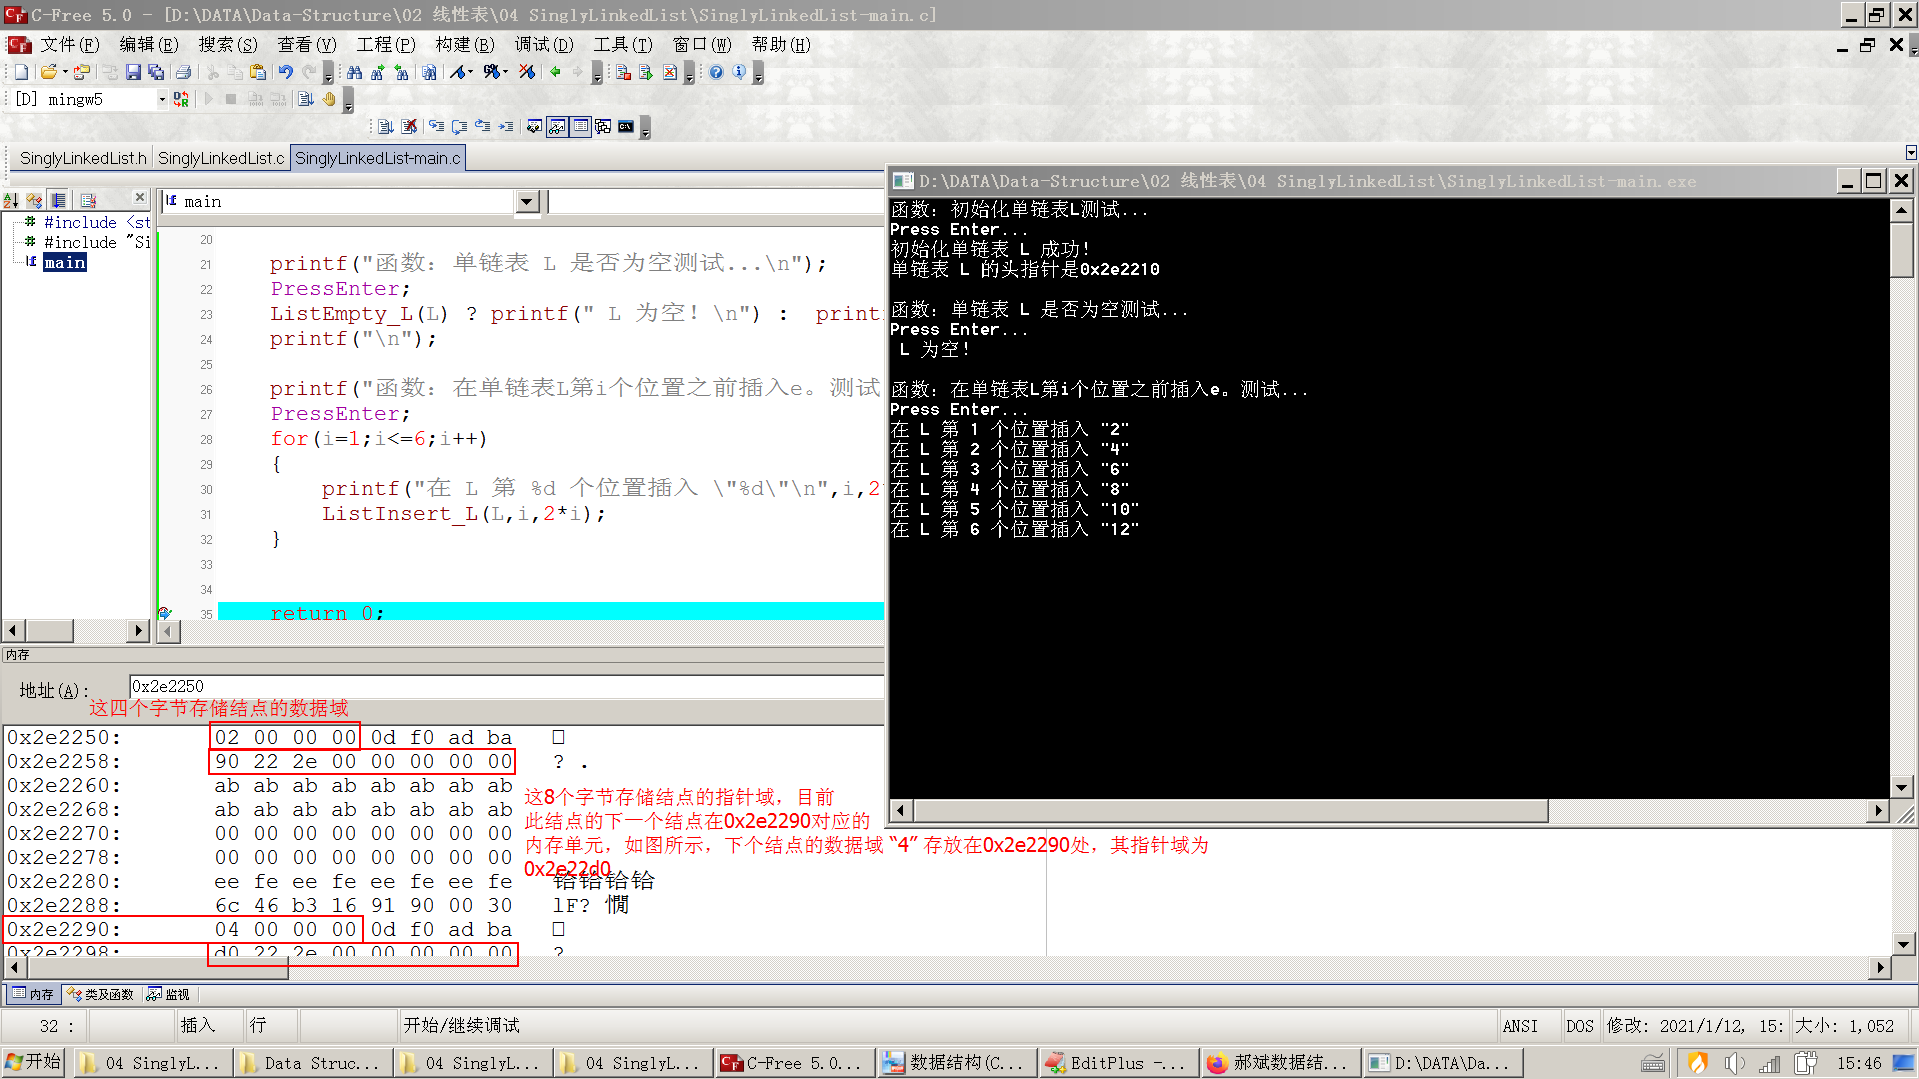 C-Free 5.0 - [D:\DATA\Data-Structure\02 线性表\04 SinglyLinkedList\SinglyLinkedList-main.c]
文件(F) 编辑(E) 搜索(S) 查看(V) 工程(P) 构建(B) 调试(D) 工具(T) 窗口(W) 帮助(H)
[D] mingw5
SinglyLinkedList.h SinglyLinkedList.c SinglyLinkedList-main.c
D:\DATA\Data-Structure\02 线性表\04 SinglyLinkedList\SinglyLinkedList-main.exe
#include <st
#include "Si
main
main
20
21 printf("函数: 单链表 L 是否为空测试...\n");
22 PressEnter;
23 ListEmpty_L(L) ? printf(" L 为空! \n") : print
24 printf("\n");
25
26 printf("函数: 在单链表L第i个位置之前插入e。测试
27 PressEnter;
28 for(i=1;i<=6;i++)
29 {
30 printf("在 L 第 %d 个位置插入 \"%d\"\n",i,2
31 ListInsert_L(L,i,2*i);
32 }
33
34
35 return 0;
函数: 初始化单链表L测试...
Press Enter...
初始化单链表 L 成功!
单链表 L 的头指针是0x2e2210
函数: 单链表 L 是否为空测试...
Press Enter...
L 为空!
函数: 在单链表L第i个位置之前插入e。测试...
Press Enter...
在 L 第 1 个位置插入 "2"
在 L 第 2 个位置插入 "4"
在 L 第 3 个位置插入 "6"
在 L 第 4 个位置插入 "8"
在 L 第 5 个位置插入 "10"
在 L 第 6 个位置插入 "12"
内存
地址(A): 0x2e2250
这四个字节存储结点的数据域
0x2e2250: 02 00 00 00 0d f0 ad ba
0x2e2258: 90 22 2e 00 00 00 00 00 ? .
0x2e2260: ab ab ab ab ab ab ab ab
0x2e2268: ab ab ab ab ab ab ab ab
0x2e2270: 00 00 00 00 00 00 00 00
0x2e2278: 00 00 00 00 00 00 00 00
0x2e2280: ee fe ee fe ee fe ee fe 铪铪铪铪
0x2e2288: 6c 46 b3 16 91 90 00 30 lF? 憪
0x2e2290: 04 00 00 00 0d f0 ad ba
0x2e2298: d0 22 2e 00 00 00 00 00 ?
这8个字节存储结点的指针域，目前
此结点的下一个结点在0x2e2290对应的
内存单元，如图所示，下个结点的数据域 “4” 存放在0x2e2290处，其指针域为
0x2e22d0
内存 类及函数 监视
32 : 插入 行 开始/继续调试 ANSI DOS 修改: 2021/1/12, 15: 大小: 1,052
开始 04 SinglyL... Data Struc... 04 SinglyL... 04 SinglyL... C-Free 5.0... 数据结构(C... EditPlus -... 郝斌数据结... D:\DATA\Da... 15:46